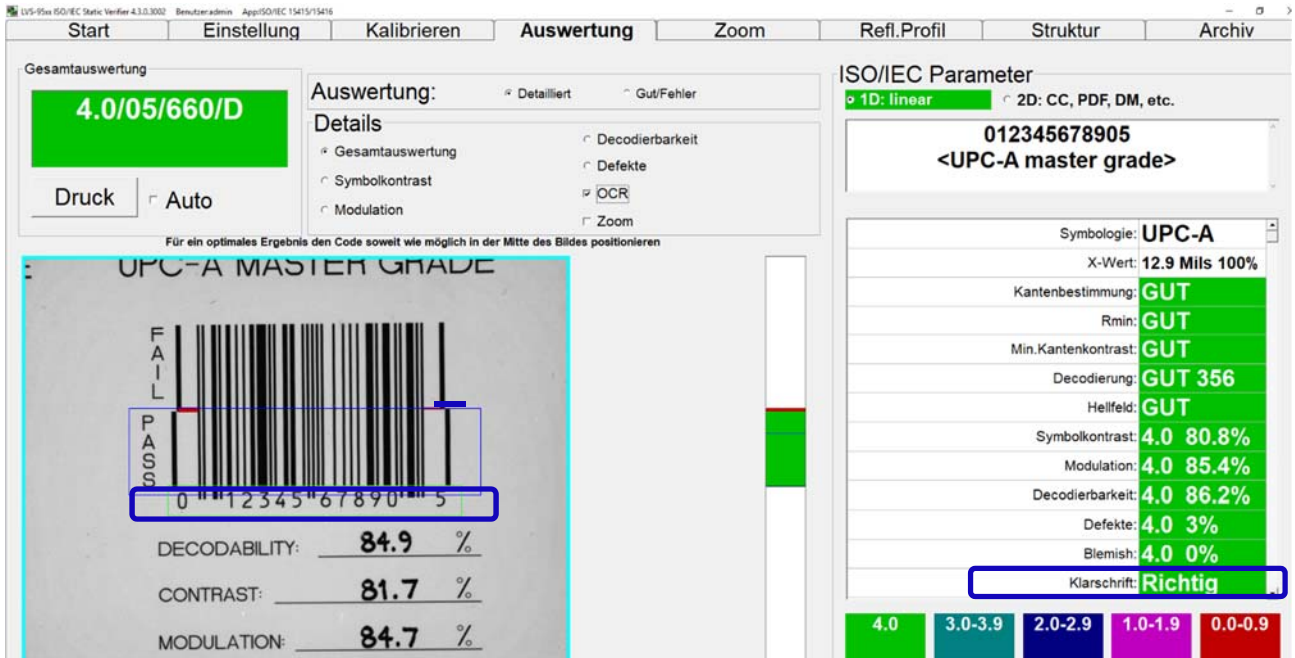 LVS-95xx ISO/IEC Static Verifier 4.3.0.3002 Benutzer:admin App:ISO/IEC 15415/15416
Start Einstellung Kalibrieren Auswertung Zoom Refl.Profil Struktur Archiv
Gesamtauswertung
4.0/05/660/D
Druck
Auto
Auswertung:
Detailliert
Gut/Fehler
Details
Gesamtauswertung
Symbolkontrast
Modulation
Decodierbarkeit
Defekte
OCR
Zoom
Für ein optimales Ergebnis den Code soweit wie möglich in der Mitte des Bildes positionieren
UPC-A MASTER GRADE
FAIL
PASS
0 12345 67890 5
DECODABILITY: 84.9 %
CONTRAST: 81.7 %
MODULATION: 84.7 %
ISO/IEC Parameter
1D: linear
2D: CC, PDF, DM, etc.
012345678905
<UPC-A master grade>
Symbologie: UPC-A
X-Wert: 12.9 Mils 100%
Kantenbestimmung: GUT
Rmin: GUT
Min.Kantenkontrast: GUT
Decodierung: GUT 356
Hellfeld: GUT
Symbolkontrast: 4.0 80.8%
Modulation: 4.0 85.4%
Decodierbarkeit: 4.0 86.2%
Defekte: 4.0 3%
Blemish: 4.0 0%
Klarschrift: Richtig
4.0 3.0-3.9 2.0-2.9 1.0-1.9 0.0-0.9